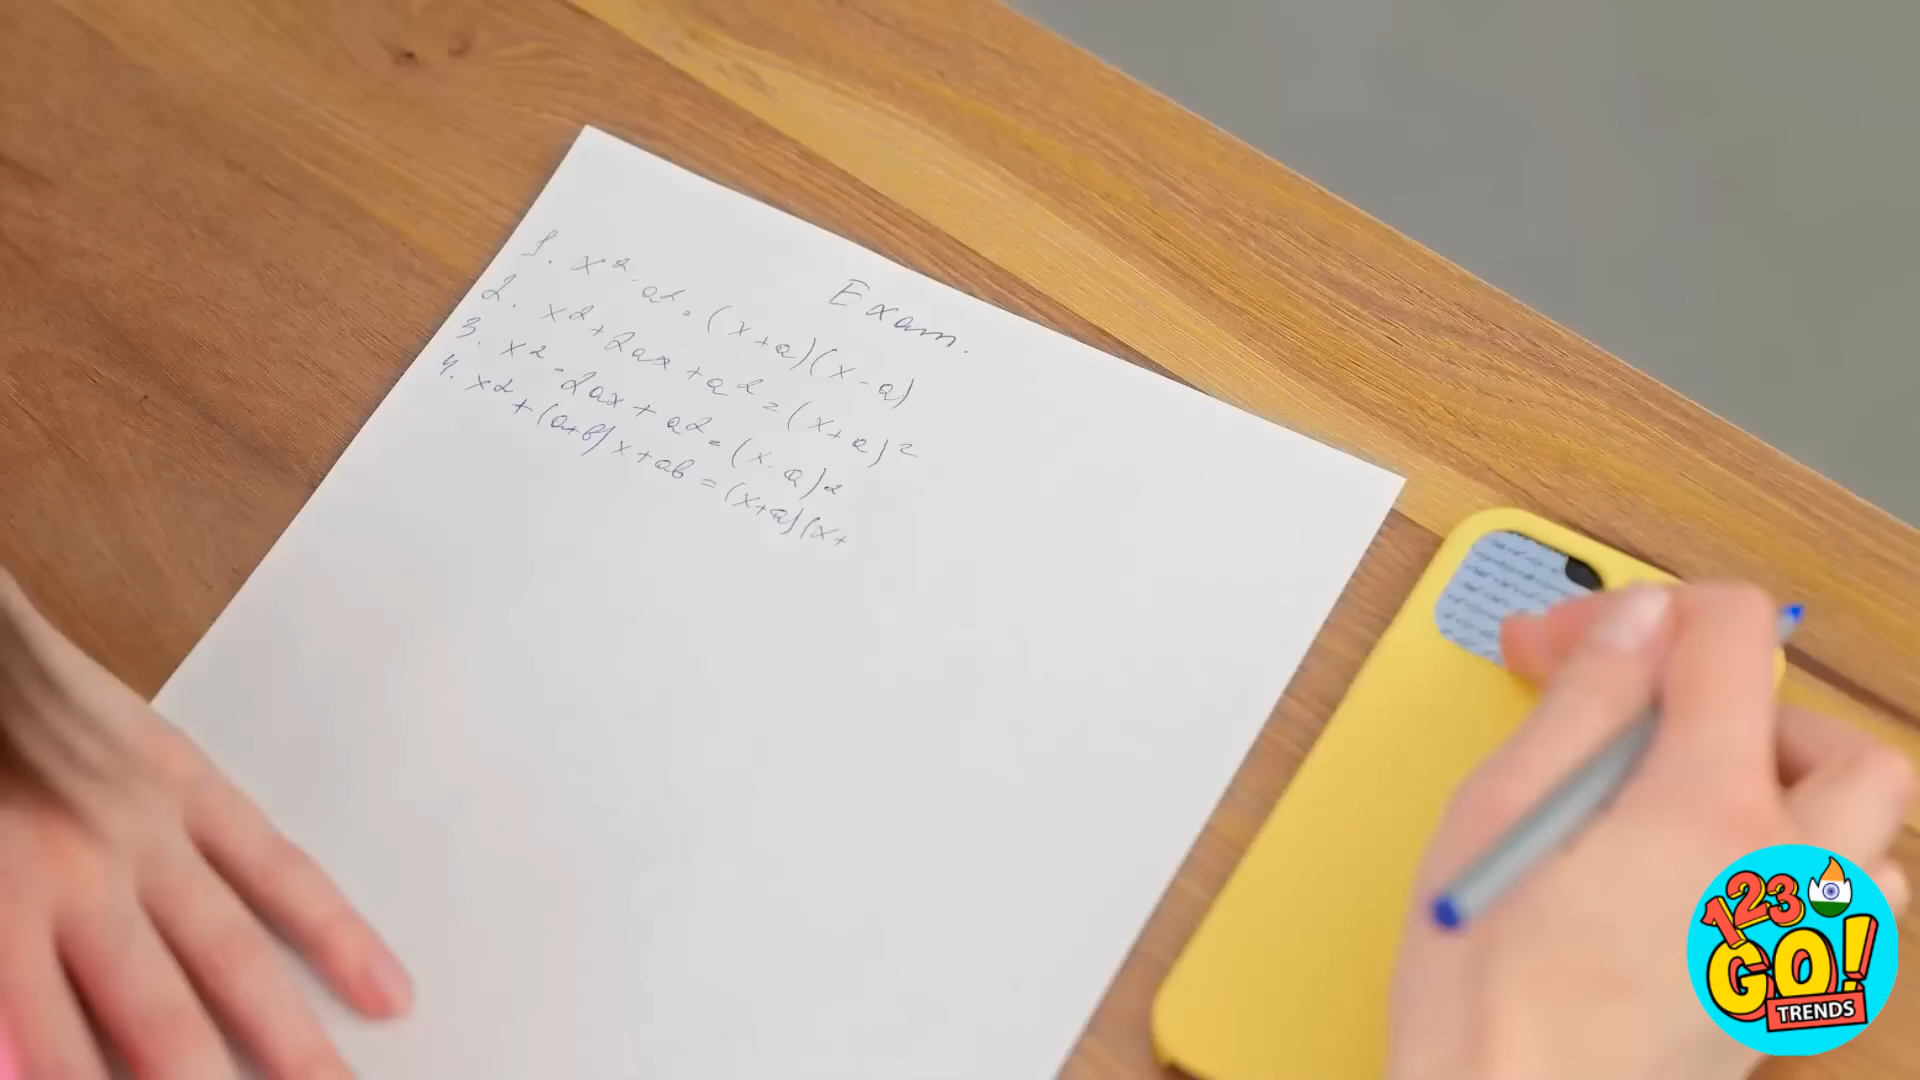 Exam.
1. x² - a² = (x+a)(x-a)
2. x² + 2ax + a² = (x+a)²
3. x² - 2ax + a² = (x-a)²
4. x² + (a+b)x + ab = (x+a)(x+
123
GO!
TRENDS